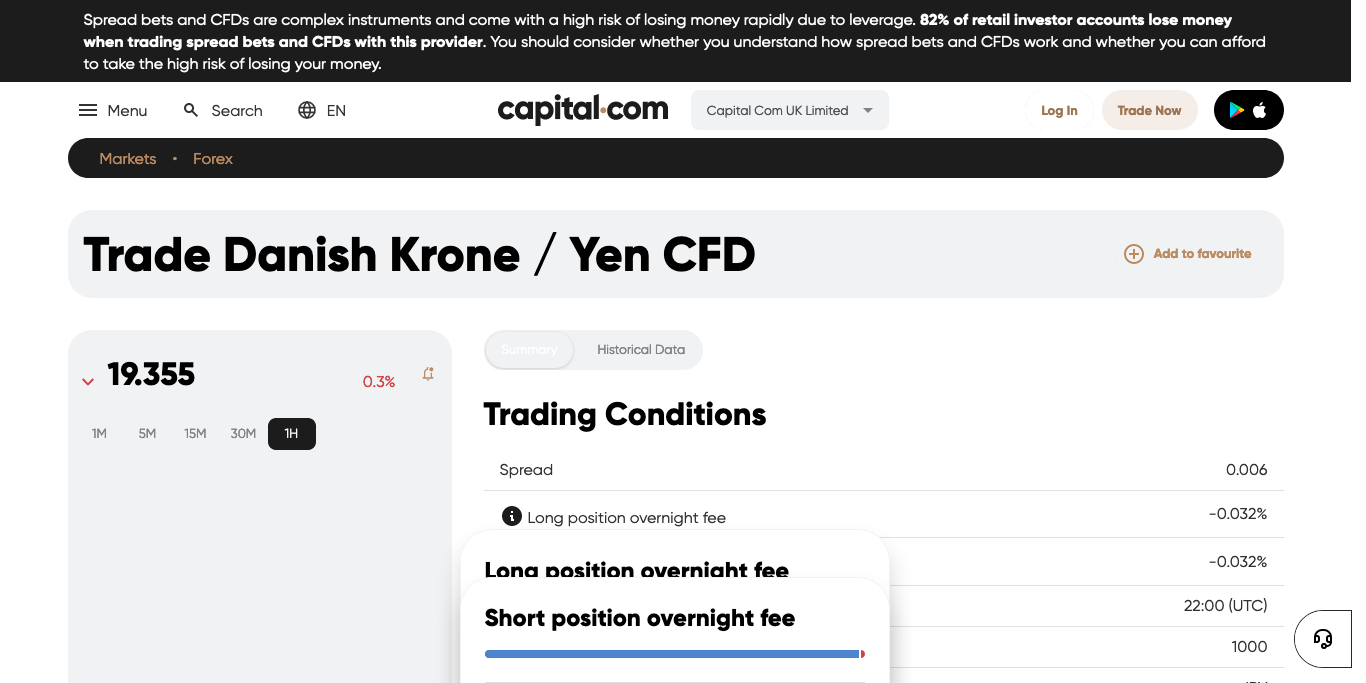 Spread bets and CFDs are complex instruments and come with a high risk of losing money rapidly due to leverage. 82% of retail investor accounts lose money
when trading spread bets and CFDs with this provider. You should consider whether you understand how spread bets and CFDs work and whether you can afford
to take the high risk of losing your money.
Menu Search EN capital.com Capital Com UK Limited Log In Trade Now
Markets • Forex
Trade Danish Krone / Yen CFD Add to favourite
19.355 0.3%
1M 5M 15M 30M 1H
Summary Historical Data
Trading Conditions
Spread 0.006
Long position overnight fee -0.032%
Long position overnight fee
-0.032%
Short position overnight fee
22:00 (UTC)
1000